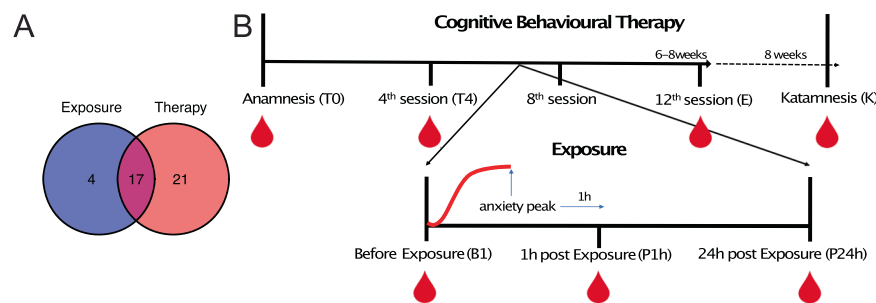 A
B
Cognitive Behavioural Therapy
6–8weeks
8 weeks
Anamnesis (T0)
4th session (T4)
8th session
12th session (E)
Katamnesis (K)
Exposure
Therapy
4
17
21
Exposure
anxiety peak
1h
Before Exposure (B1)
1h post Exposure (P1h)
24h post Exposure (P24h)